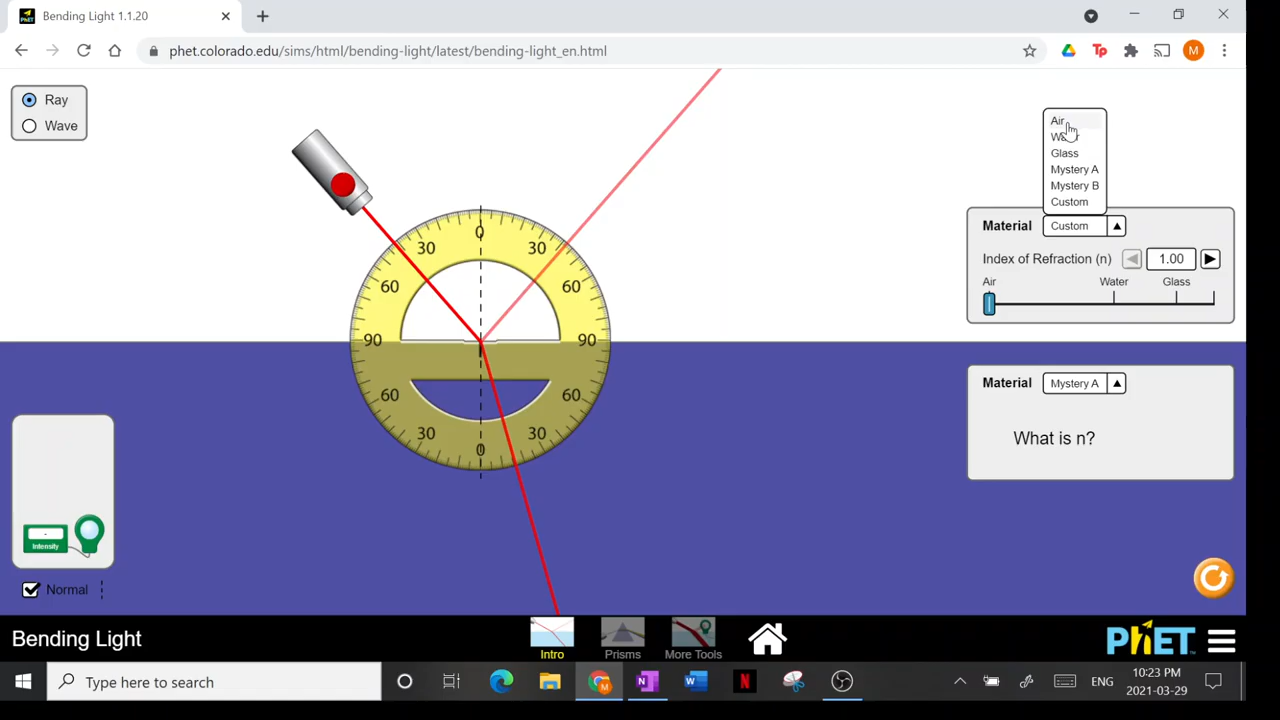 Bending Light 1.1.20
phet.colorado.edu/sims/html/bending-light/latest/bending-light_en.html
M
Ray
Wave
Air
Water
Glass
Mystery A
Mystery B
Custom
Material Custom
Index of Refraction (n) 1.00
Air Water Glass
0
30 30
60 60
90 90
60 60
30 30
0
Material Mystery A
What is n?
-
Intensity
Normal
Bending Light
Intro Prisms More Tools
PhET
Type here to search
N W N
ENG
10:23 PM
2021-03-29